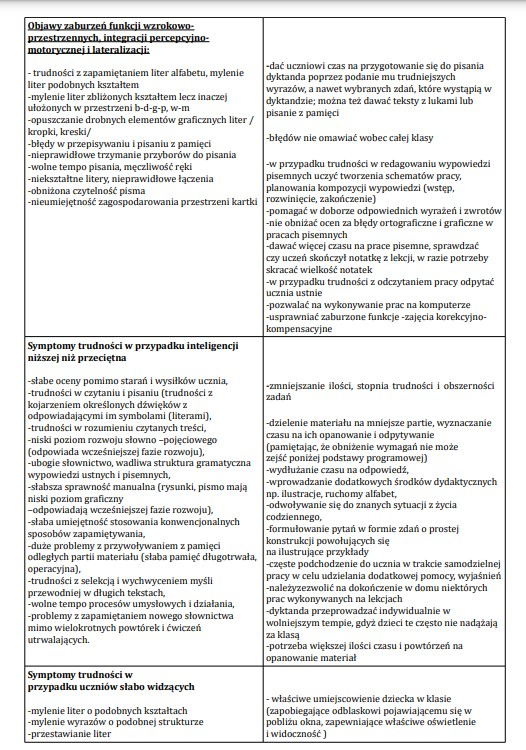 Objawy zaburzeń funkcji wzrokowo-
przestrzennych, integracji percepcyjno-
motorycznej i lateralizacji:
- trudności z zapamiętaniem liter alfabetu, mylenie
liter podobnych kształtem
-mylenie liter zbliżonych kształtem lecz inaczej
ułożonych w przestrzeni b-d-g-p, w-m
-opuszczanie drobnych elementów graficznych liter /
kropki, kreski/
-błędy w przepisywaniu i pisaniu z pamięci
-nieprawidłowe trzymanie przyborów do pisania
-wolne tempo pisania, męczliwość ręki
-niekształtne litery, nieprawidłowe łączenia
-obniżona czytelność pisma
-nieumiejętność zagospodarowania przestrzeni kartki
-dać uczniowi czas na przygotowanie się do pisania
dyktanda poprzez podanie mu trudniejszych
wyrazów, a nawet wybranych zdań, które wystąpią w
dyktandzie; można też dawać teksty z lukami lub
pisanie z pamięci
-błędów nie omawiać wobec całej klasy
-w przypadku trudności w redagowaniu wypowiedzi
pisemnych uczyć tworzenia schematów pracy,
planowania kompozycji wypowiedzi (wstęp,
rozwinięcie, zakończenie)
-pomagać w doborze odpowiednich wyrażeń i zwrotów
-nie obniżać ocen za błędy ortograficzne i graficzne w
pracach pisemnych
-dawać więcej czasu na prace pisemne, sprawdzać
czy uczeń skończył notatkę z lekcji, w razie potrzeby
skracać wielkość notatek
-w przypadku trudności z odczytaniem pracy odpytać
ucznia ustnie
-pozwalać na wykonywanie prac na komputerze
-usprawniać zaburzone funkcje -zajęcia korekcyjno-
kompensacyjne
Symptomy trudności w przypadku inteligencji
niższej niż przeciętna
-słabe oceny pomimo starań i wysiłków ucznia,
-trudności w czytaniu i pisaniu (trudności z
kojarzeniem określonych dźwięków z
odpowiadającymi im symbolami (literami),
-trudności w rozumieniu czytanych treści,
-niski poziom rozwoju słowno –pojęciowego
(odpowiada wcześniejszej fazie rozwoju),
-ubogie słownictwo, wadliwa struktura gramatyczna
wypowiedzi ustnych i pisemnych,
-słabsza sprawność manualna (rysunki, pismo mają
niski poziom graficzny
–odpowiadają wcześniejszej fazie rozwoju),
-słaba umiejętność stosowania konwencjonalnych
sposobów zapamiętywania,
-duże problemy z przywoływaniem z pamięci
odległych partii materiału (słaba pamięć długotrwała,
operacyjna),
-trudności z selekcją i wychwyceniem myśli
przewodniej w długich tekstach,
-wolne tempo procesów umysłowych i działania,
-problemy z zapamiętaniem nowego słownictwa
mimo wielokrotnych powtórek i ćwiczeń
utrwalających.
-zmniejszanie ilości, stopnia trudności i obszerności
zadań
-dzielenie materiału na mniejsze partie, wyznaczanie
czasu na ich opanowanie i odpytywanie
(pamiętając, że obniżenie wymagań nie może
zejść poniżej podstawy programowej)
-wydłużanie czasu na odpowiedź,
-wprowadzanie dodatkowych środków dydaktycznych
np. ilustracje, ruchomy alfabet,
-odwoływanie się do znanych sytuacji z życia
codziennego,
-formułowanie pytań w formie zdań o prostej
konstrukcji powołujących się
na ilustrujące przykłady
-częste podchodzenie do ucznia w trakcie samodzielnej
pracy w celu udzielania dodatkowej pomocy, wyjaśnień
-należyzezwolić na dokończenie w domu niektórych
prac wykonywanych na lekcjach
-dyktanda przeprowadzać indywidualnie w
wolniejszym tempie, gdyż dzieci te często nie nadążają
za klasą
-potrzeba większej ilości czasu i powtórzeń na
opanowanie materiał
Symptomy trudności w
przypadku uczniów słabo widzących
-mylenie liter o podobnych kształtach
-mylenie wyrazów o podobnej strukturze
-przestawianie liter
- właściwe umiejscowienie dziecka w klasie
(zapobiegające odblaskowi pojawiającemu się w
pobliżu okna, zapewniające właściwe oświetlenie
i widoczność )